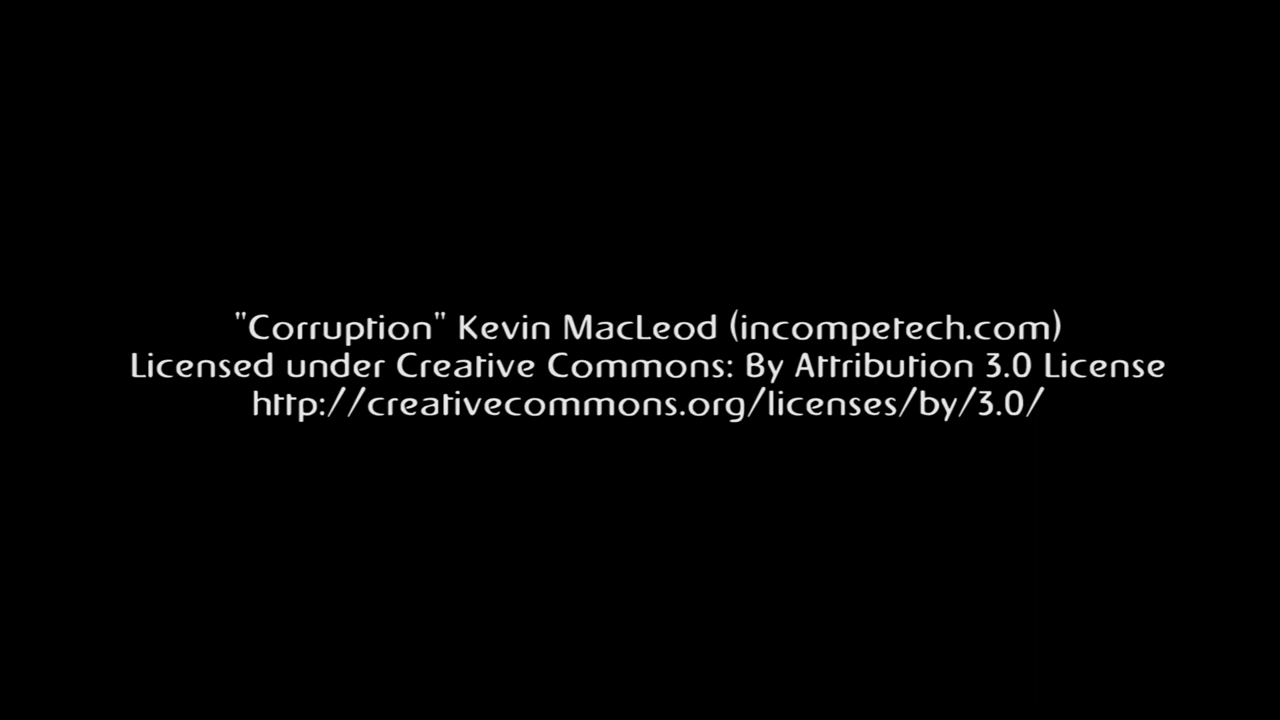 "Corruption" Kevin MacLeod (incompetech.com)
Licensed under Creative Commons: By Attribution 3.0 License
http://creativecommons.org/licenses/by/3.0/